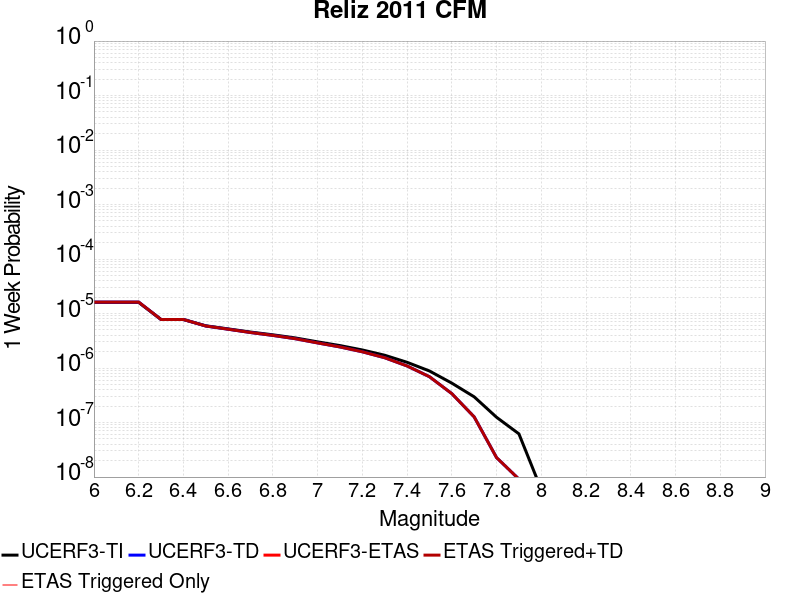 Reliz 2011 CFM
10^0
10^-1
10^-2
10^-3
10^-4
10^-5
10^-6
10^-7
10^-8
1 Week Probability
6 6.2 6.4 6.6 6.8 7 7.2 7.4 7.6 7.8 8 8.2 8.4 8.6 8.8 9
Magnitude
UCERF3-TI UCERF3-TD UCERF3-ETAS ETAS Triggered+TD
ETAS Triggered Only